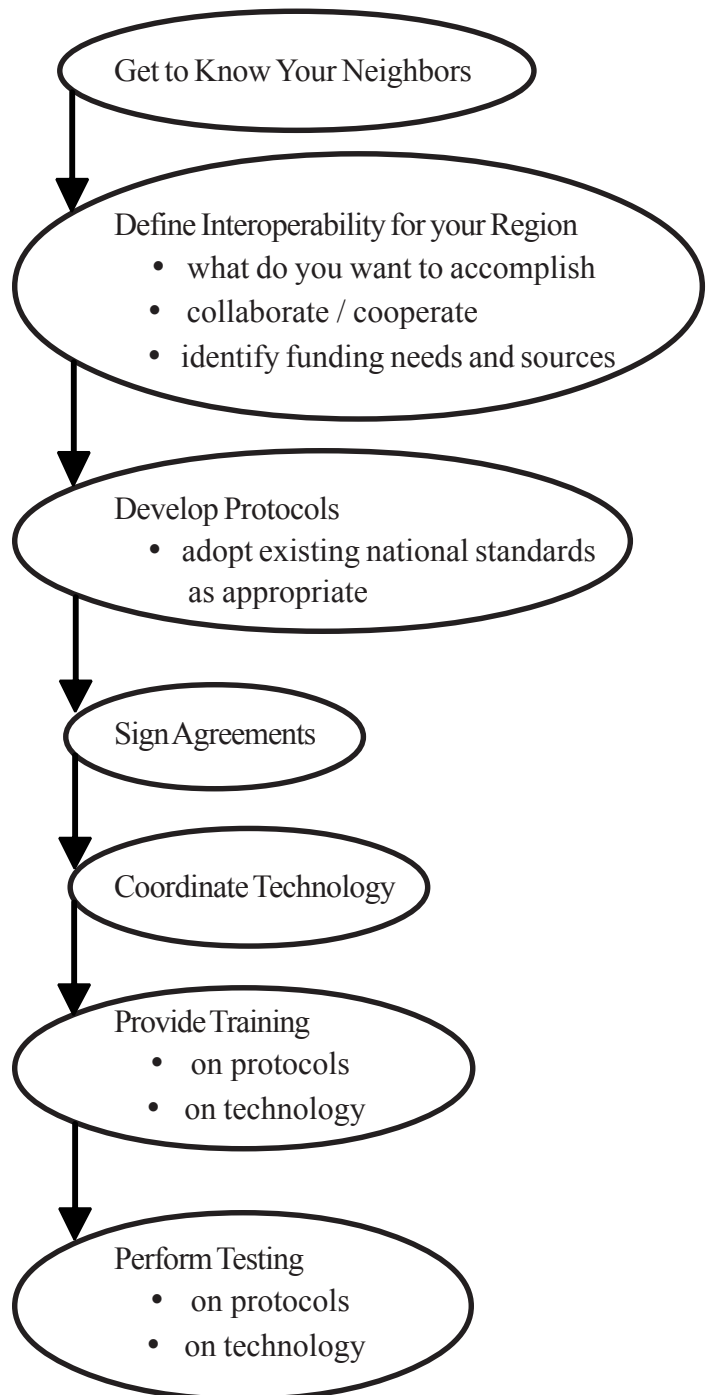 Get to Know Your Neighbors
Define Interoperability for your Region
• what do you want to accomplish
• collaborate / cooperate
• identify funding needs and sources
Develop Protocols
• adopt existing national standards
as appropriate
Sign Agreements
Coordinate Technology
Provide Training
• on protocols
• on technology
Perform Testing
• on protocols
• on technology